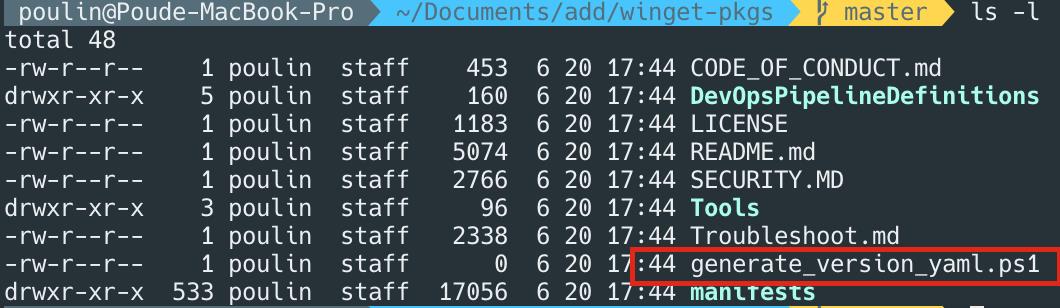 poulin@Poude-MacBook-Pro ~/Documents/add/winget-pkgs master ls -l
total 48
-rw-r--r-- 1 poulin staff 453 6 20 17:44 CODE_OF_CONDUCT.md
drwxr-xr-x 5 poulin staff 160 6 20 17:44 DevOpsPipelineDefinitions
-rw-r--r-- 1 poulin staff 1183 6 20 17:44 LICENSE
-rw-r--r-- 1 poulin staff 5074 6 20 17:44 README.md
-rw-r--r-- 1 poulin staff 2766 6 20 17:44 SECURITY.MD
drwxr-xr-x 3 poulin staff 96 6 20 17:44 Tools
-rw-r--r-- 1 poulin staff 2338 6 20 17:44 Troubleshoot.md
-rw-r--r-- 1 poulin staff 0 6 20 17:44 generate_version_yaml.ps1
drwxr-xr-x 533 poulin staff 17056 6 20 17:44 manifests